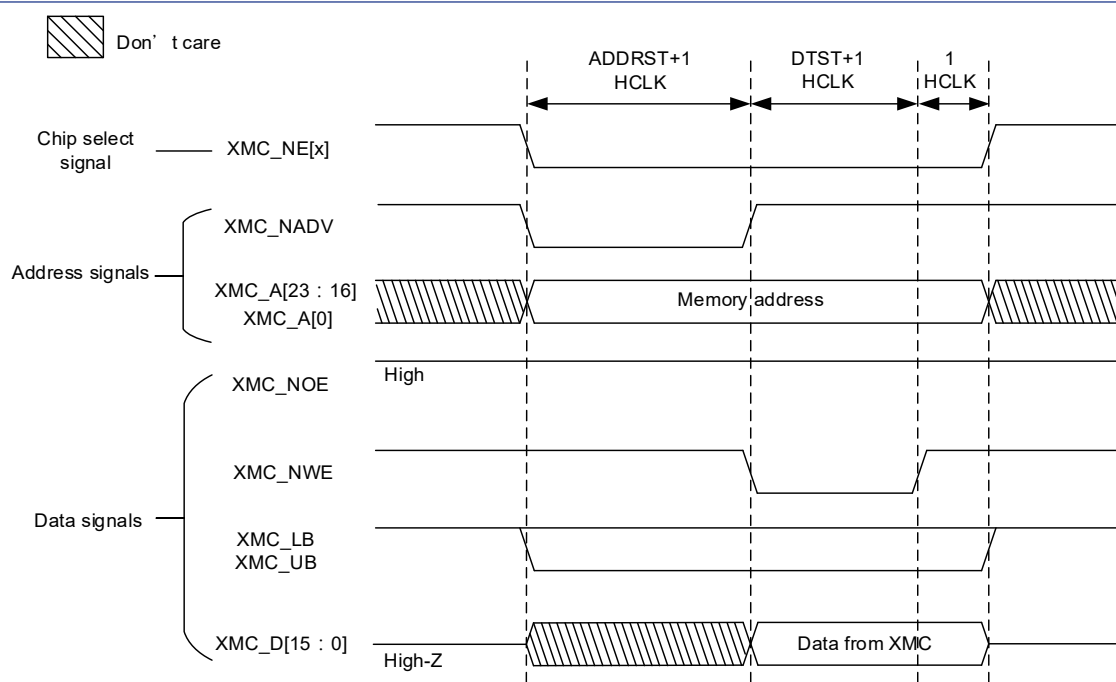 Don’t care
ADDRST+1
HCLK
DTST+1
HCLK
1
HCLK
Chip select
signal
XMC_NE[x]
XMC_NADV
Address signals
XMC_A[23：16]
XMC_A[0]
Memory address
XMC_NOE
High
XMC_NWE
Data signals
XMC_LB
XMC_UB
XMC_D[15：0]
High-Z
Data from XMC